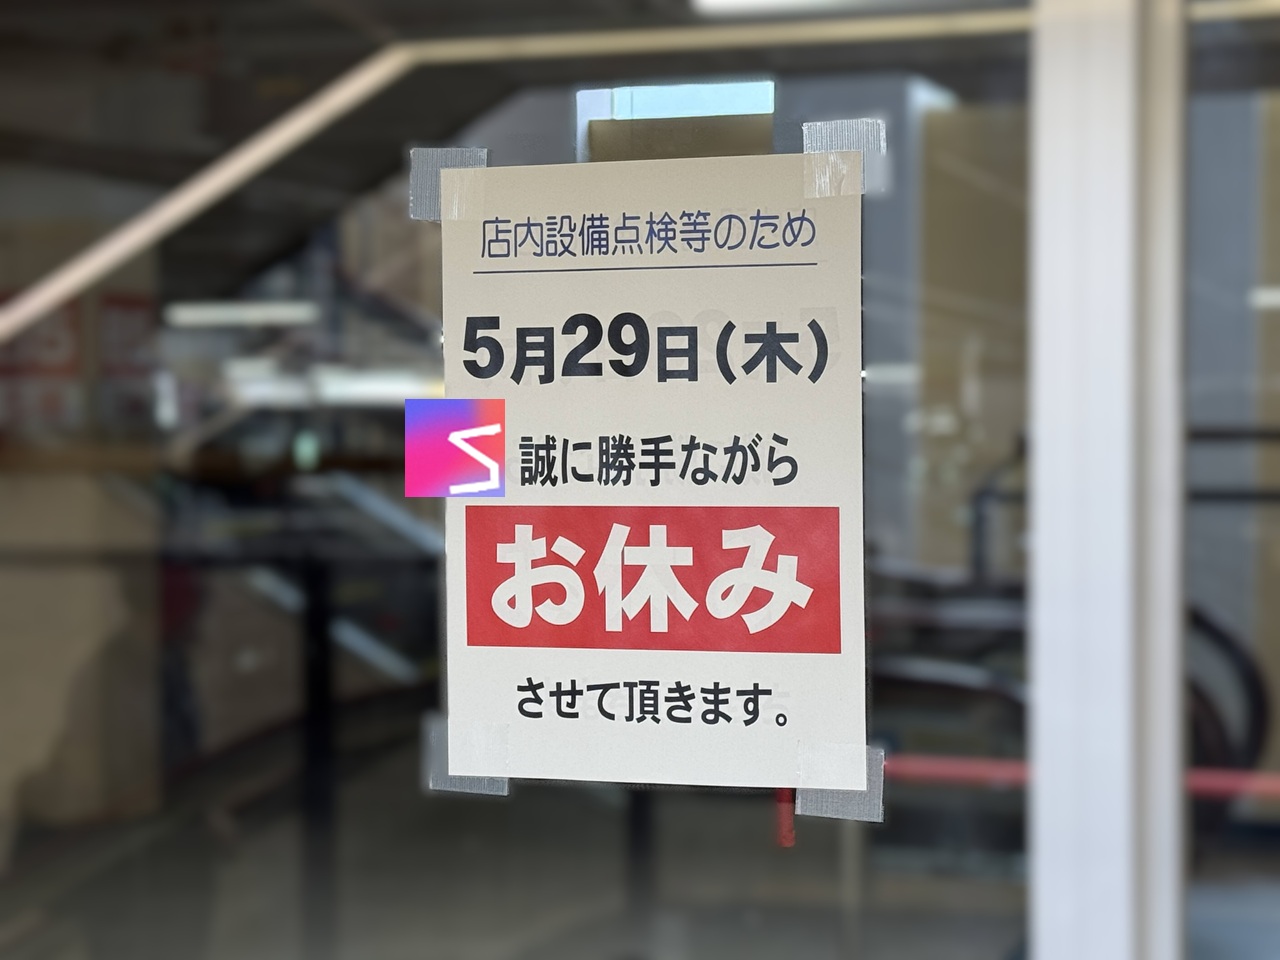 店内設備点検等のため
5月29日(木)
誠に勝手ながら
お休み
させて頂きます。